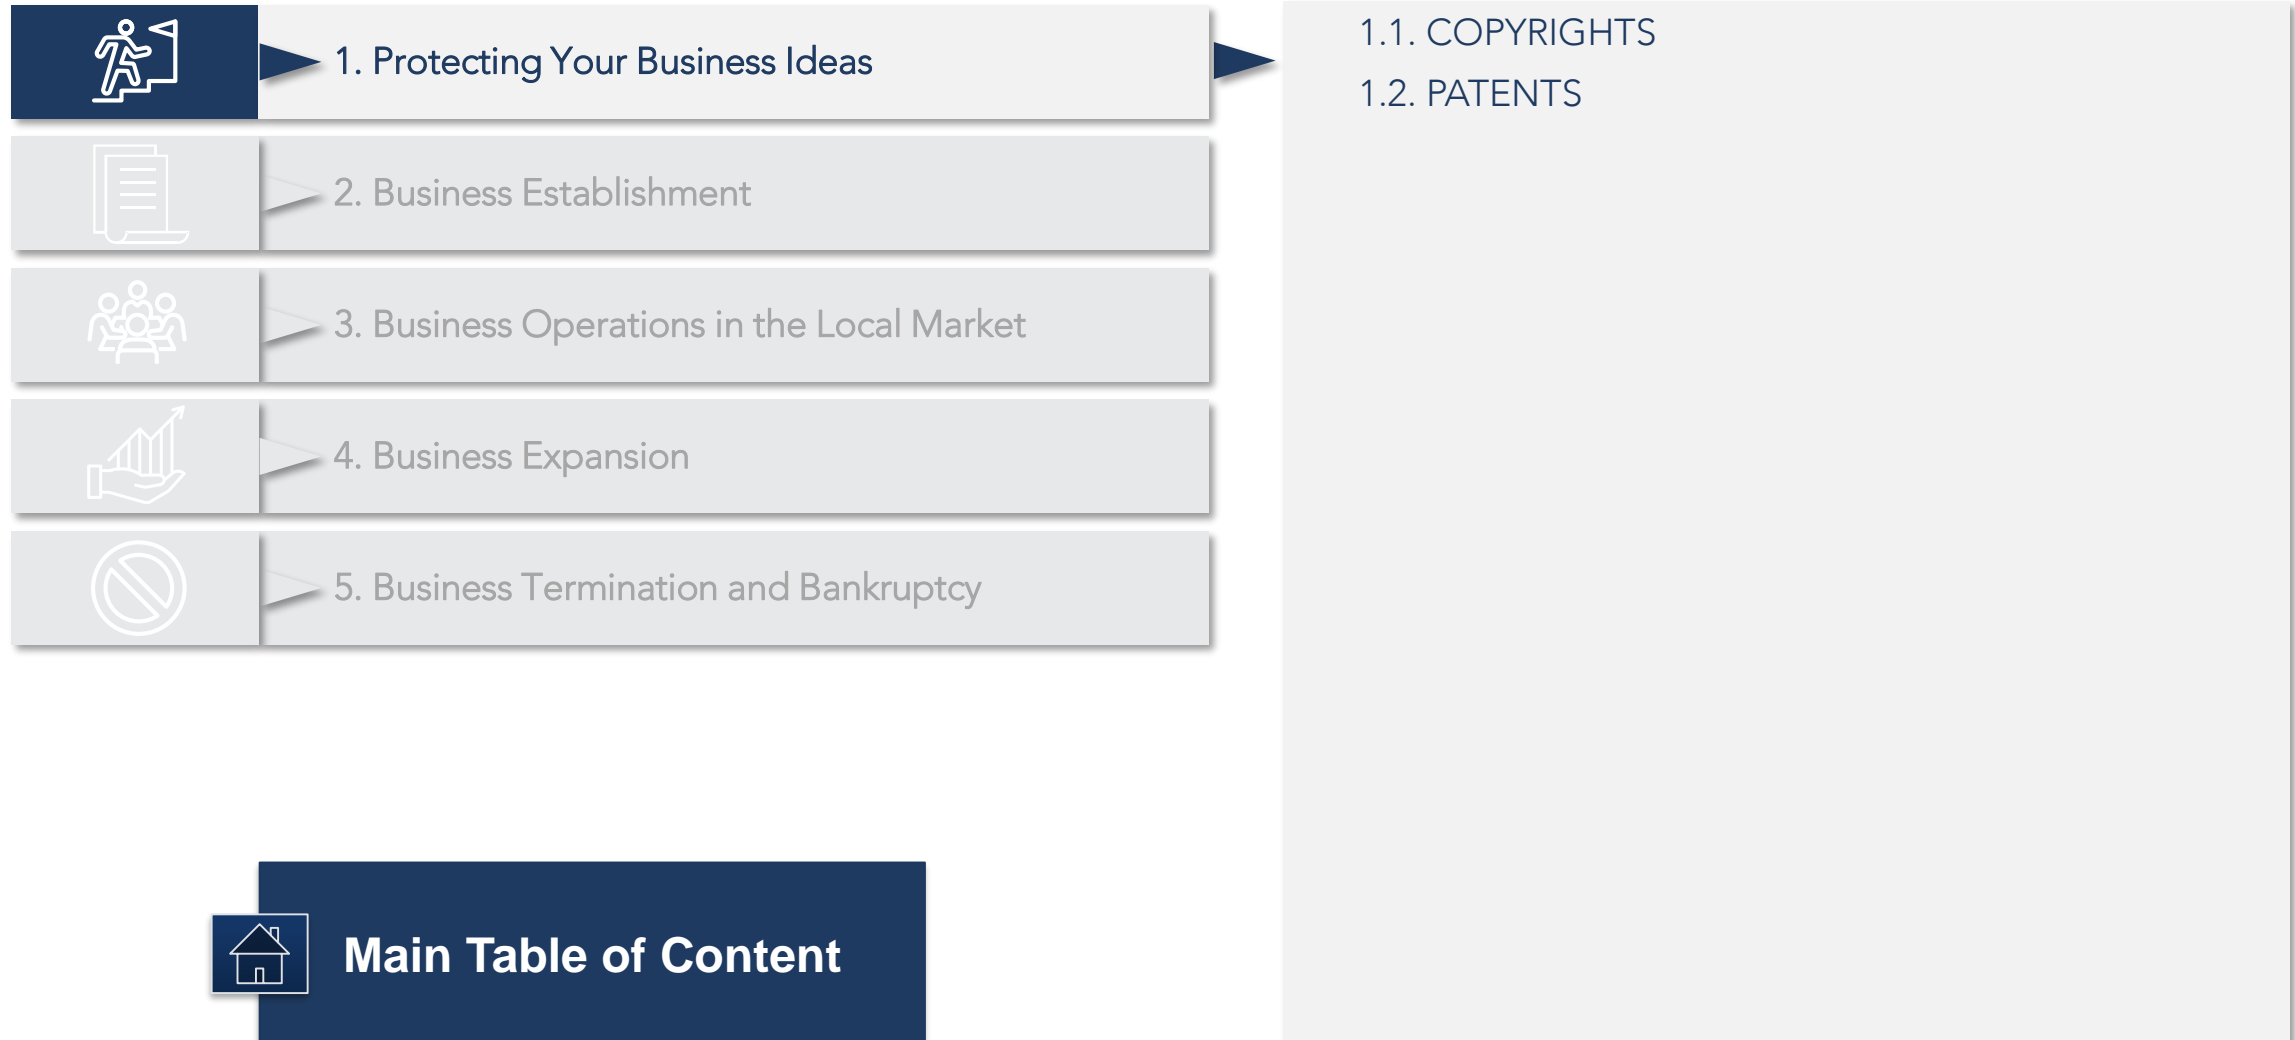 1. Protecting Your Business Ideas
2. Business Establishment
3. Business Operations in the Local Market
4. Business Expansion
5. Business Termination and Bankruptcy
1.1. COPYRIGHTS
1.2. PATENTS
Main Table of Content